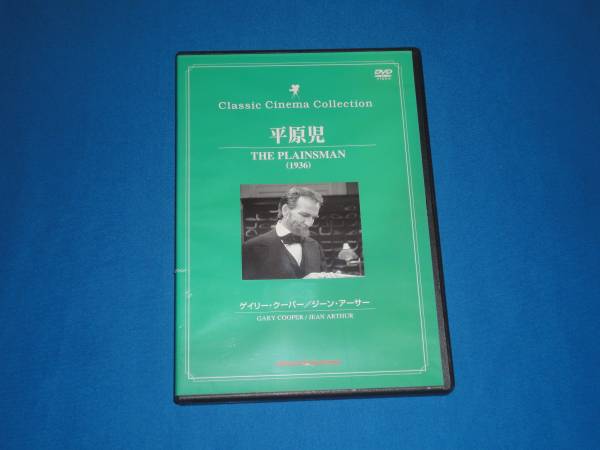 DVD
VIDEO
Classic Cinema Collection
平原児
THE PLAINSMAN
(1936)
ゲイリー・クーパー/ジーン・アーサー
GARY COOPER / JEAN ARTHUR